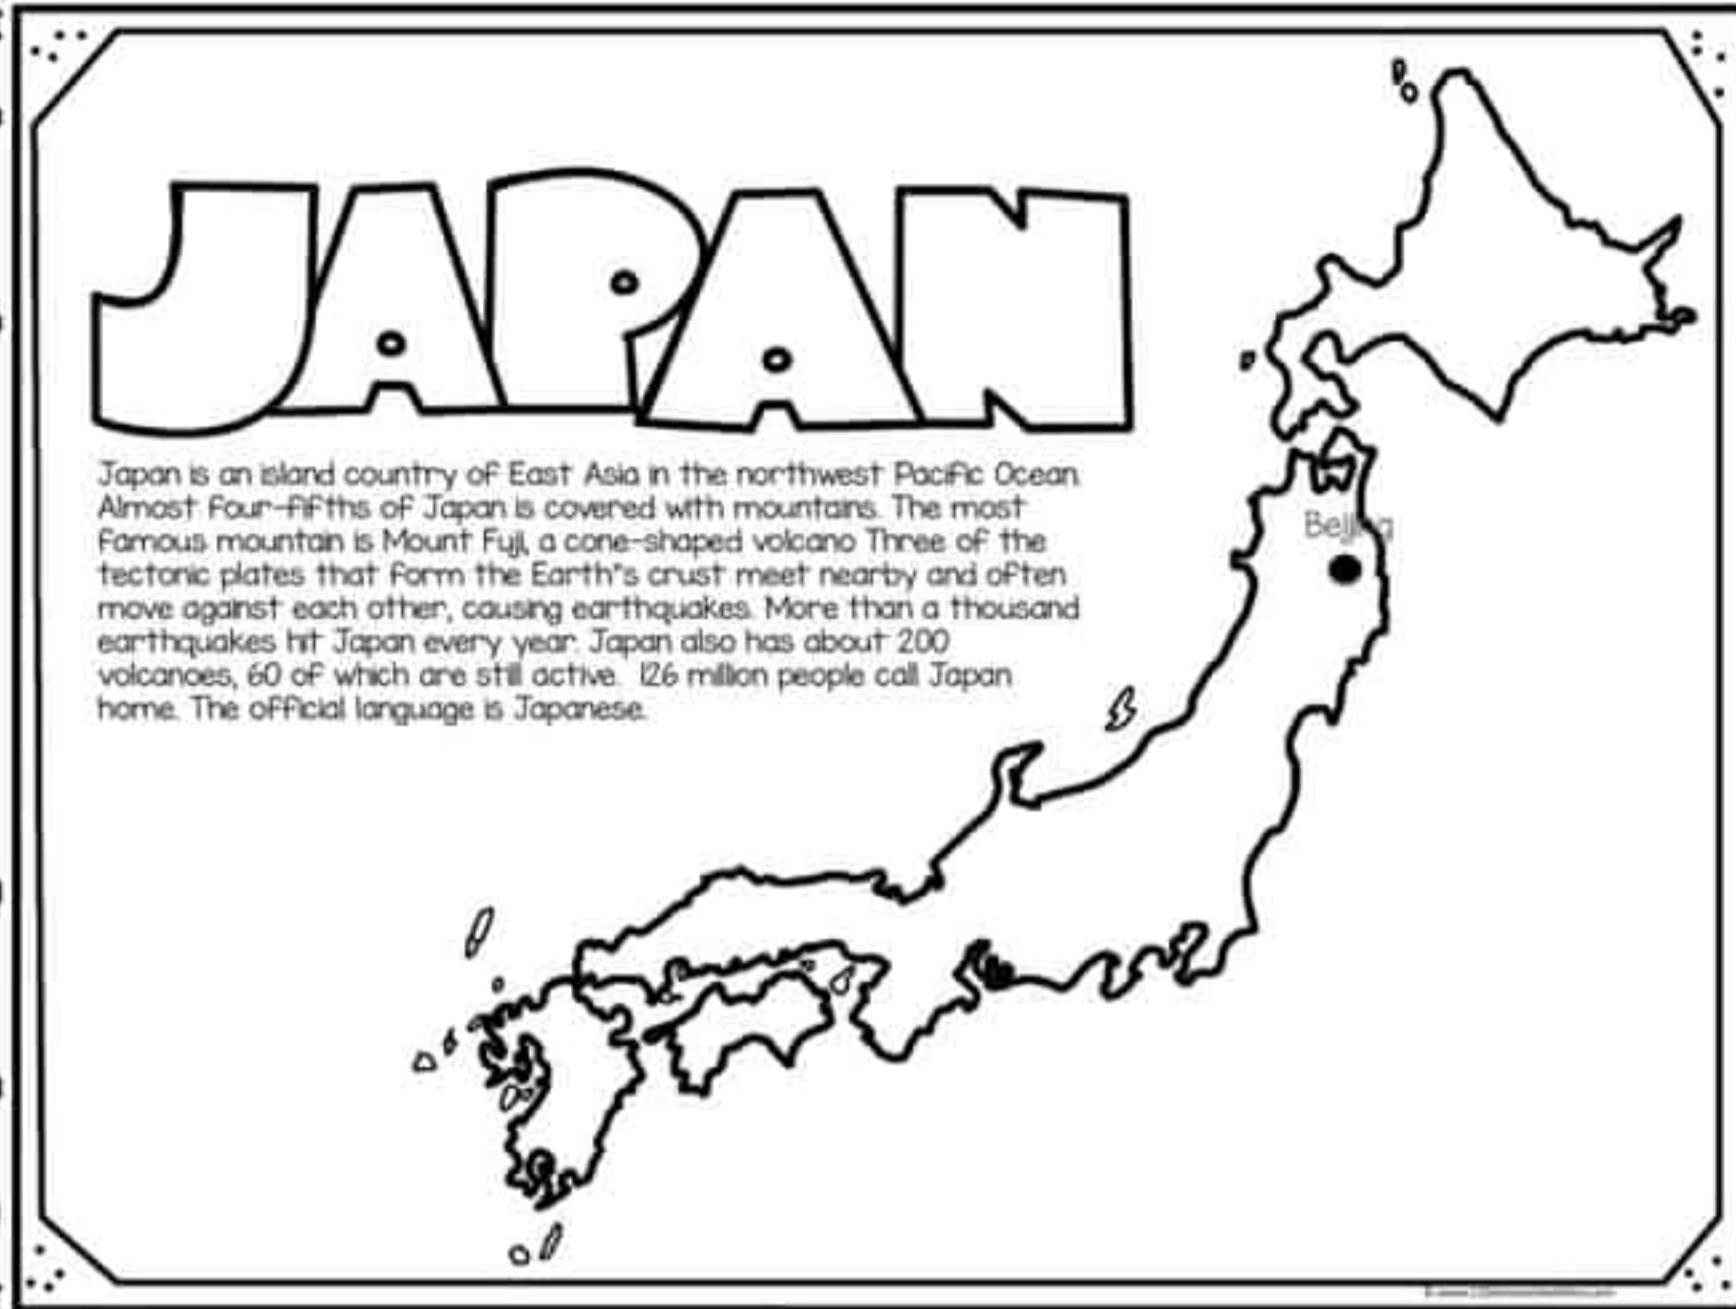 JAPAN
Japan is an island country of East Asia in the northwest Pacific Ocean.
Almost four-fifths of Japan is covered with mountains. The most
famous mountain is Mount Fuji, a cone-shaped volcano Three of the
tectonic plates that form the Earth"s crust meet nearby and often
move against each other, causing earthquakes. More than a thousand
earthquakes hit Japan every year. Japan also has about 200
volcanoes, 60 of which are still active. 126 million people call Japan
home. The official language is Japanese.
Beijing